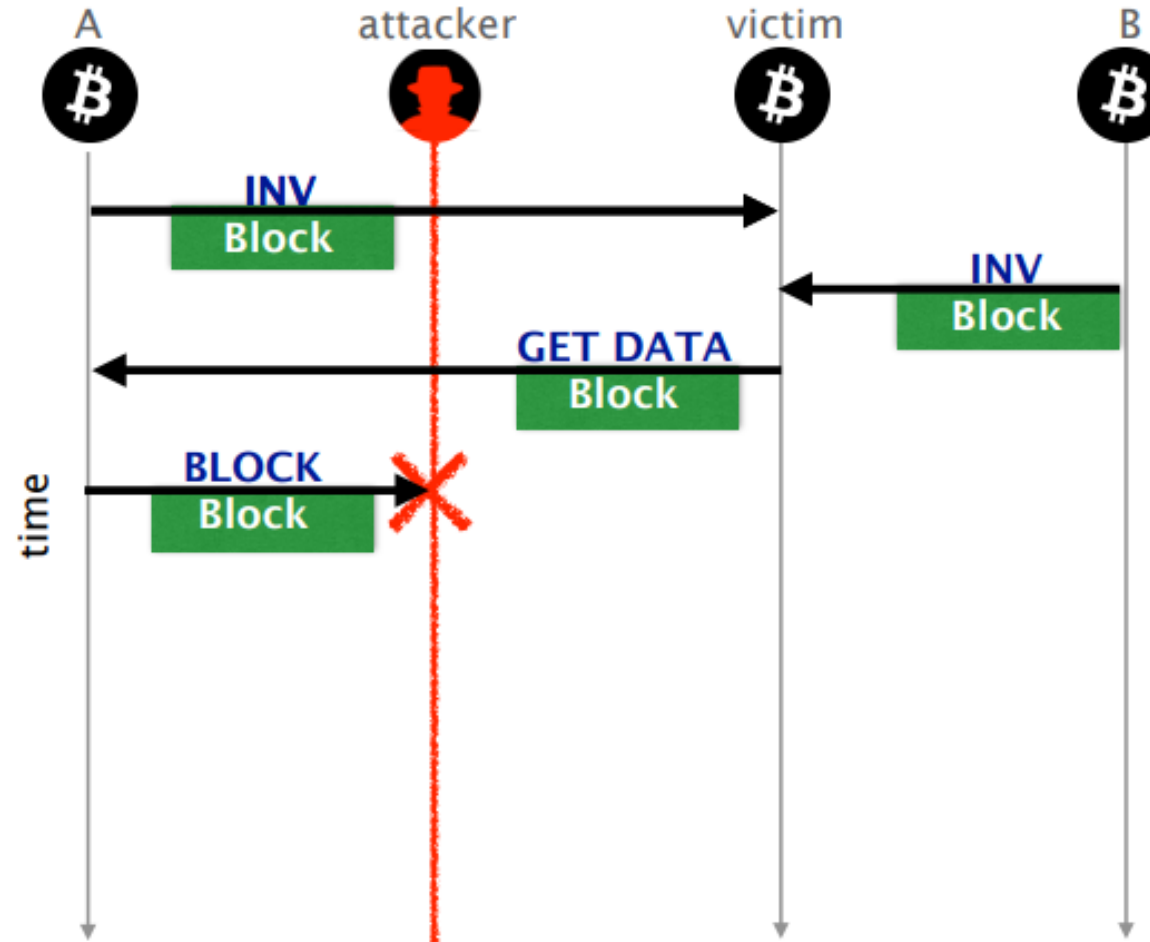 A attacker victim B
INV
Block
INV
Block
GET DATA
Block
BLOCK
Block
time